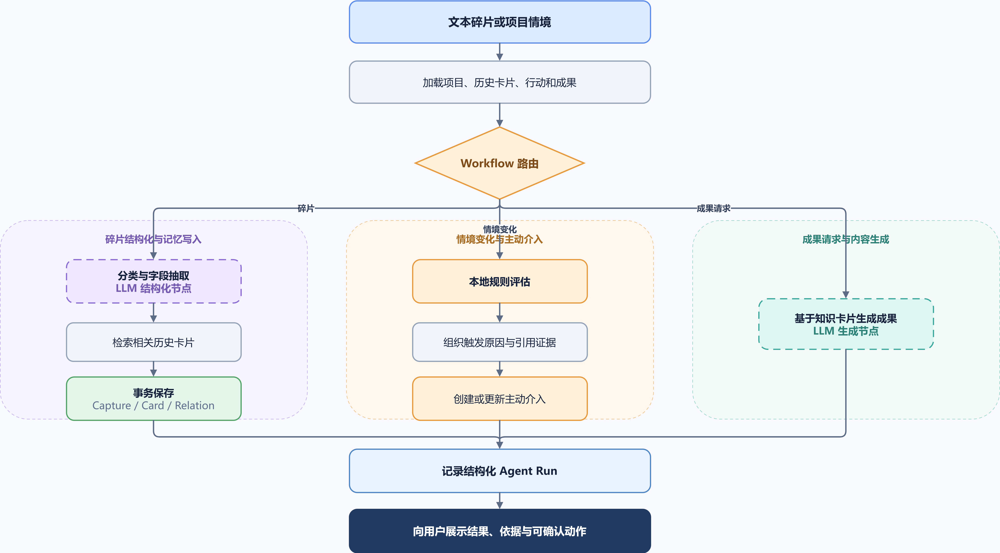 文本碎片或项目情境
加载项目、历史卡片、行动和成果
Workflow 路由
碎片
成果请求
情境变化
碎片结构化与记忆写入
分类与字段抽取
LLM 结构化节点
检索相关历史卡片
事务保存
Capture / Card / Relation
情境变化与主动介入
本地规则评估
组织触发原因与引用证据
创建或更新主动介入
成果请求与内容生成
基于知识卡片生成成果
LLM 生成节点
记录结构化 Agent Run
向用户展示结果、依据与可确认动作